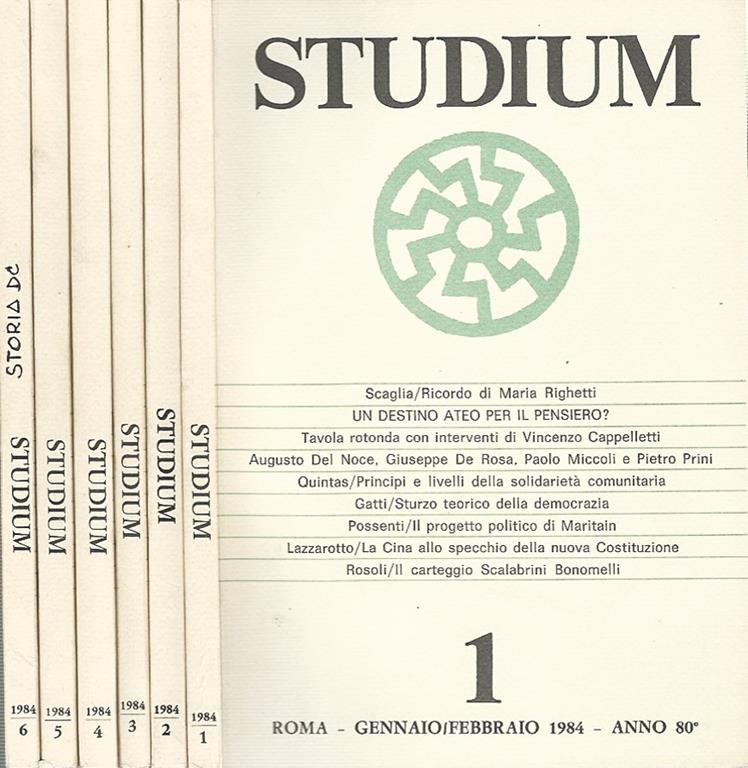 STUDIUM
Scaglia/Ricordo di Maria Righetti
UN DESTINO ATEO PER IL PENSIERO?
Tavola rotonda con interventi di Vincenzo Cappelletti
Augusto Del Noce, Giuseppe De Rosa, Paolo Miccoli e Pietro Prini
Quintas/Principi e livelli della solidarietà comunitaria
Gatti/Sturzo teorico della democrazia
Possenti/Il progetto politico di Maritain
Lazzarotto/La Cina allo specchio della nuova Costituzione
Rosoli/Il carteggio Scalabrini Bonomelli
1
ROMA - GENNAIO/FEBBRAIO 1984 - ANNO 80°
STORIA DC
STUDIUM
1984
6
STUDIUM
1984
5
STUDIUM
1984
4
STUDIUM
1984
3
STUDIUM
1984
2
STUDIUM
1984
1